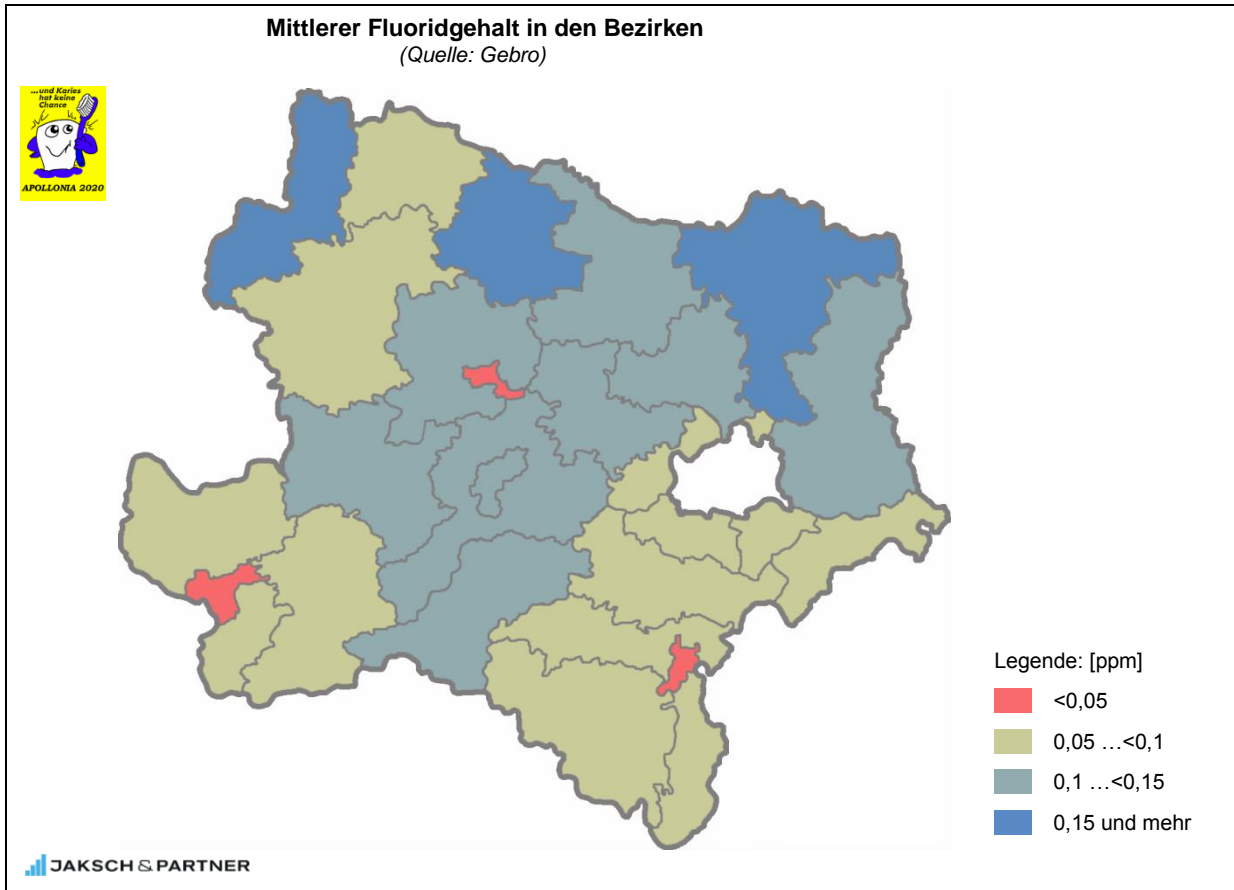 Mittlerer Fluoridgehalt in den Bezirken
(Quelle: Gebro)
...und Karies
hat keine
Chance
APOLLONIA 2020
Legende: [ppm]
<0,05
0,05 …<0,1
0,1 …<0,15
0,15 und mehr
JAKSCH & PARTNER